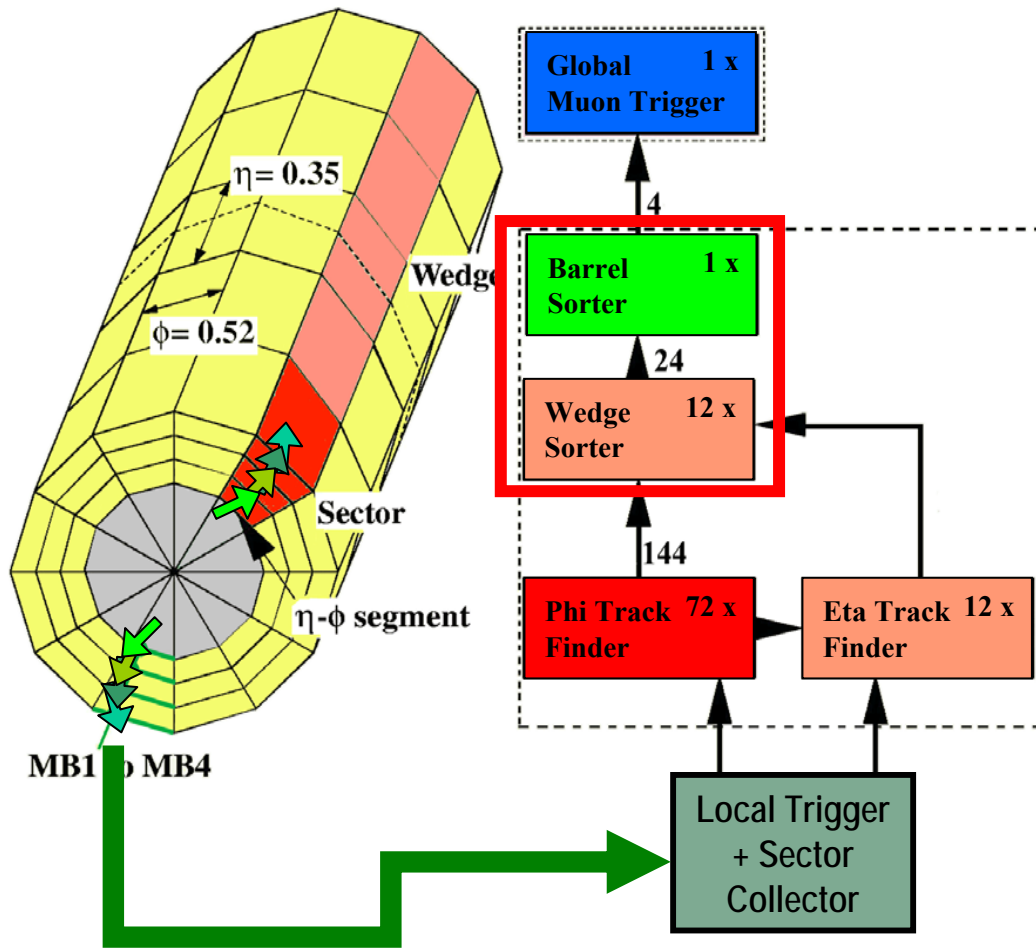 Global 1 x
Muon Trigger
4
η= 0.35
Wedge
Barrel 1 x
Sorter
ϕ= 0.52
24
Wedge 12 x
Sorter
Sector
144
η-ϕ segment
Phi Track 72 x
Finder
Eta Track 12 x
Finder
MB1 to MB4
Local Trigger
+ Sector
Collector